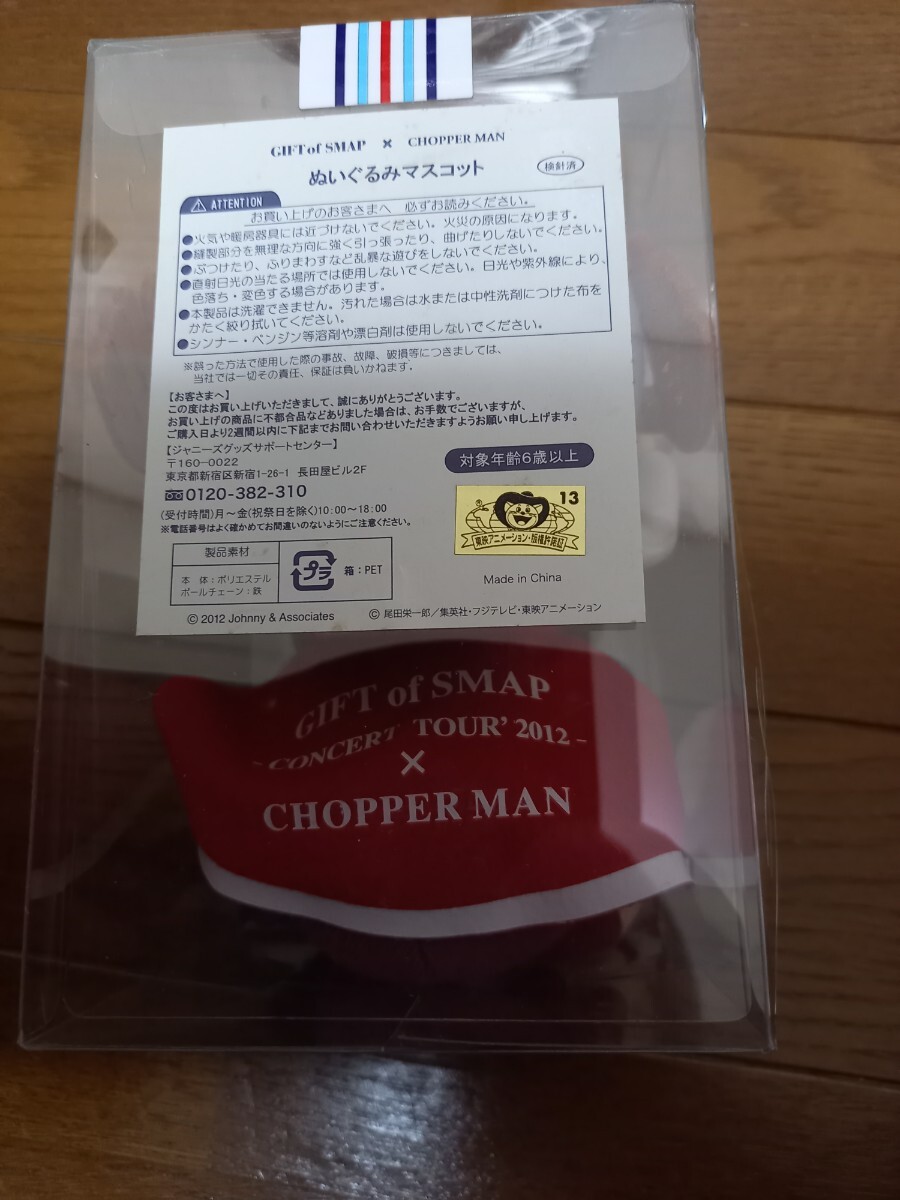 GIFT of SMAP × CHOPPER MAN
ぬいぐるみマスコット
検針済
ATTENTION
お買い上げのお客さまへ 必ずお読みください。
●火気や暖房器具には近づけないでください。火災の原因になります。
●縫製部分を無理な方向に強く引っ張ったり、曲げたりしないでください。
●ぶつけたり、ふりまわすなど乱暴な遊びをしないでください。
●直射日光の当たる場所では使用しないでください。日光や紫外線により、
色落ち・変色する場合があります。
●本製品は洗濯できません。汚れた場合は水または中性洗剤につけた布を
かたく絞り拭いてください。
●シンナー・ベンジン等溶剤や漂白剤は使用しないでください。
※誤った方法で使用した際の事故、故障、破損等につきましては、
当社では一切その責任、保証は負いかねます。
【お客さまへ】
この度はお買い上げいただきまして、誠にありがとうございます。
お買い上げの商品に不都合品などありました場合は、お手数でございますが、
ご購入日より2週間以内に下記までお問い合わせいただきますようお願い申し上げます。
【ジャニーズグッズサポートセンター】
〒160-0022
東京都新宿区新宿1-26-1 長田屋ビル2F
0120-382-310
(受付時間)月〜金(祝祭日を除く)10:00〜18:00
※電話番号はよく確かめてお間違いのないようにご注意ください。
対象年齢6歳以上
13
東映アニメーション・版権許諾証
製品素材
本 体：ポリエステル
ボールチェーン：鉄
プラ
箱：PET
Made in China
© 2012 Johnny & Associates
© 尾田栄一郎／集英社・フジテレビ・東映アニメーション
GIFT of SMAP
-CONCERT TOUR' 2012-
×
CHOPPER MAN